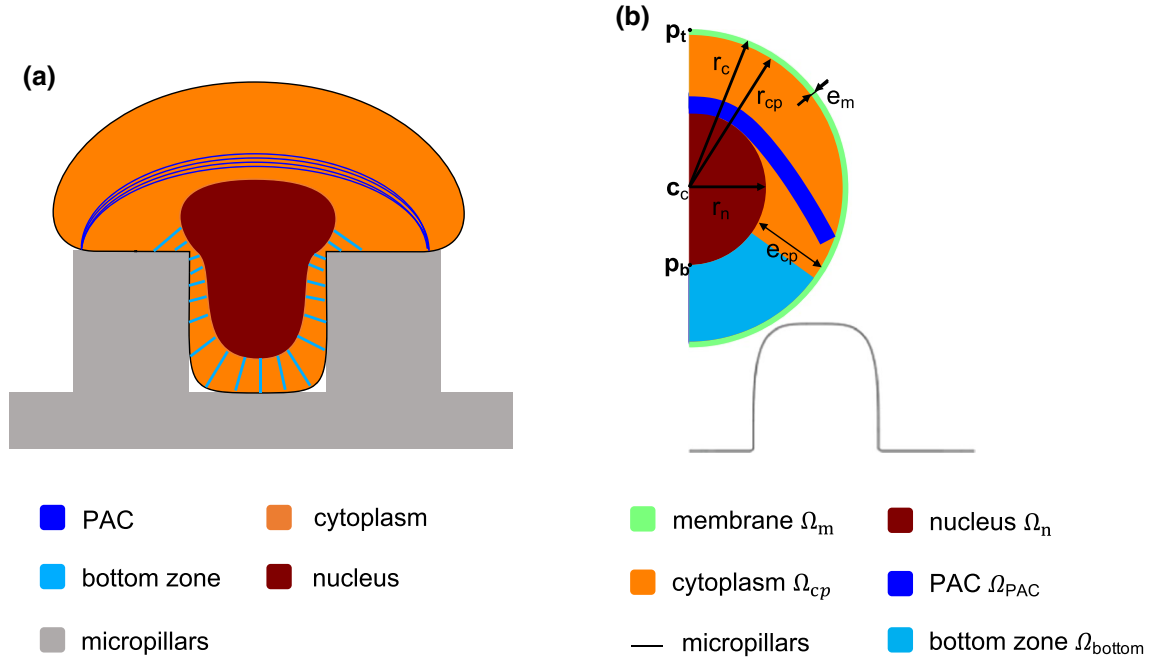 (a)
PAC
cytoplasm
bottom zone
nucleus
micropillars
(b)
pt
rc
rcp
em
cc
rn
ecp
pb
membrane Ωm
nucleus Ωn
cytoplasm Ωcp
PAC ΩPAC
micropillars
bottom zone Ωbottom